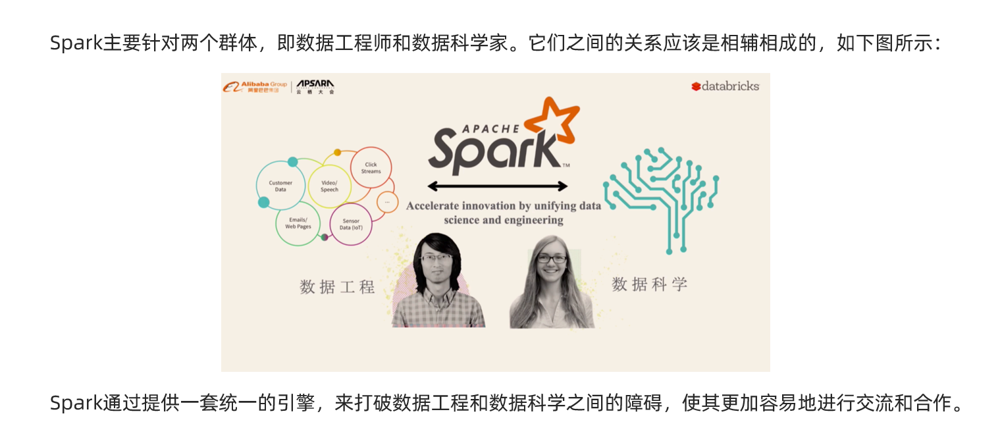 Spark主要针对两个群体，即数据工程师和数据科学家。它们之间的关系应该是相辅相成的，如下图所示：
Alibaba Group
阿里巴巴集团
APSARA
云栖大会
databricks
APACHE
Spark™
Customer
Data
Video/
Speech
Click
Streams
...
Emails/
Web Pages
Sensor
Data (IoT)
Accelerate innovation by unifying data
science and engineering
数据工程
数据科学
Spark通过提供一套统一的引擎，来打破数据工程和数据科学之间的障碍，使其更加容易地进行交流和合作。